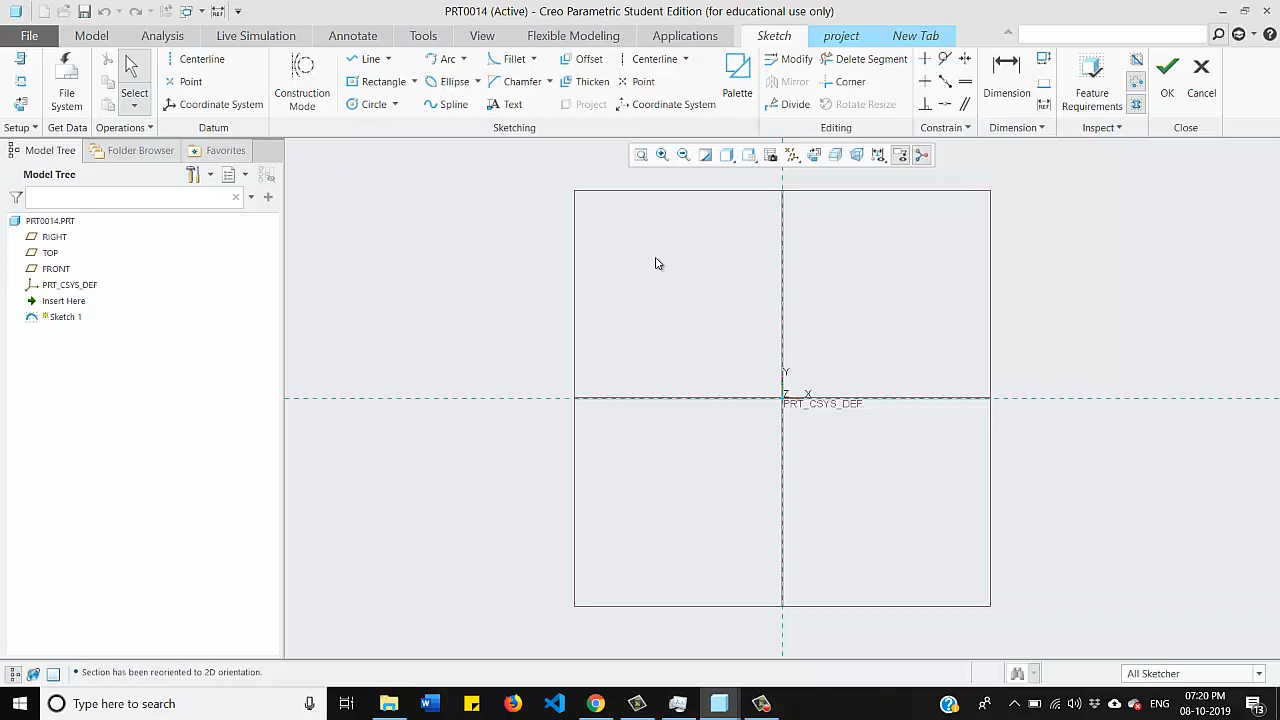 PRT0014 (Active) - Creo Parametric Student Edition (for educational use only)
File Model Analysis Live Simulation Annotate Tools View Flexible Modeling Applications Sketch project New Tab
Centerline Line Arc Fillet Offset Centerline Modify Delete Segment
Point Rectangle Ellipse Chamfer Thicken Point Mirror Corner
Coordinate System Circle Spline Text Project Coordinate System Divide Rotate Resize
File System Select Construction Mode Palette Dimension Feature Requirements OK Cancel
Setup Get Data Operations Datum Sketching Editing Constrain Dimension Inspect Close
Model Tree Folder Browser Favorites
Model Tree
PRT0014.PRT
RIGHT
TOP
FRONT
PRT_CSYS_DEF
Insert Here
Sketch 1
Y
Z X
PRT_CSYS_DEF
Section has been reoriented to 2D orientation.
All Sketcher
Type here to search
ENG
07:20 PM
08-10-2019
13